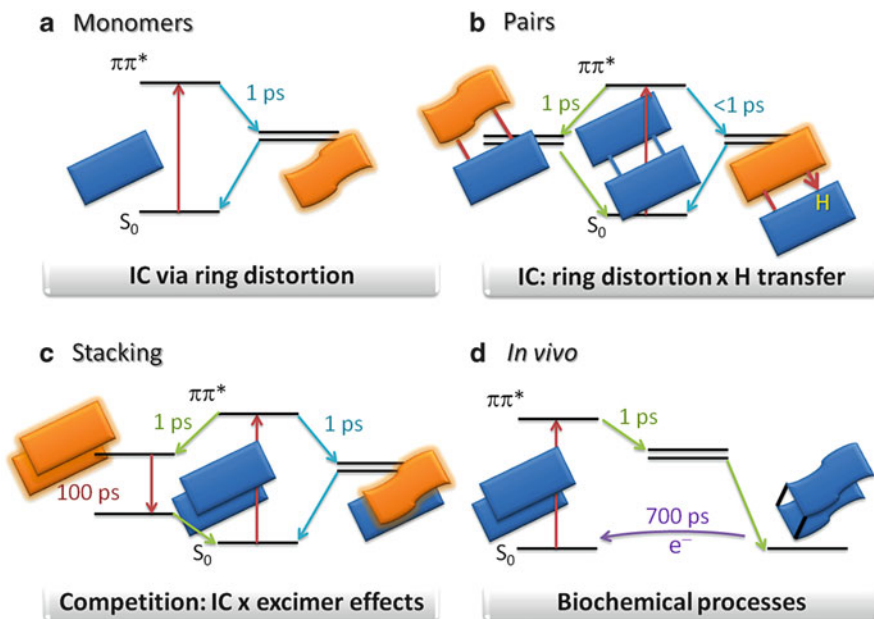 a Monomers
ππ*
1 ps
S₀
IC via ring distortion
b Pairs
ππ*
1 ps
<1 ps
H
S₀
IC: ring distortion x H transfer
c Stacking
ππ*
1 ps
1 ps
100 ps
S₀
Competition: IC x excimer effects
d In vivo
ππ*
1 ps
700 ps
e⁻
S₀
Biochemical processes